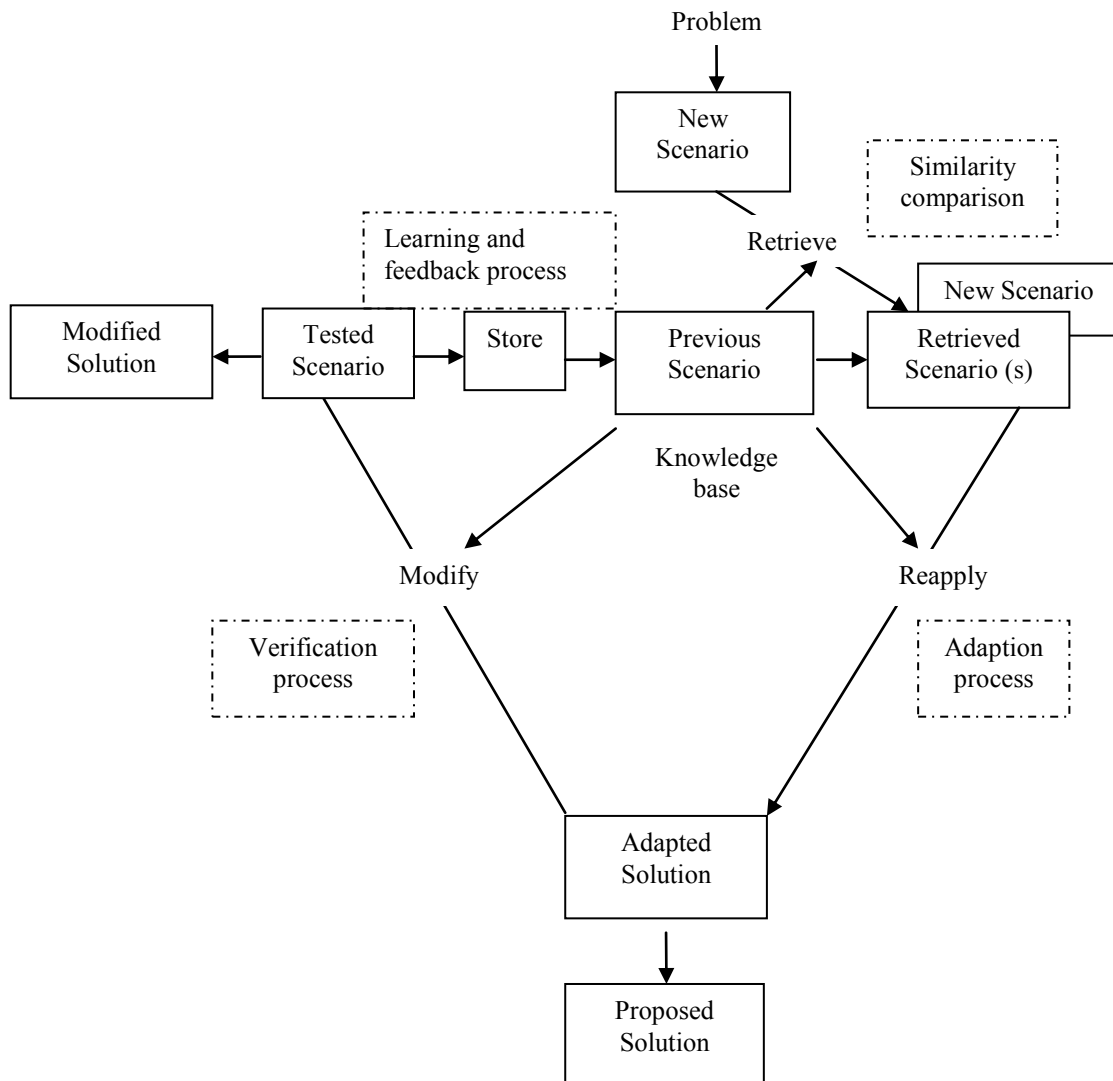 Problem
New
Scenario
Similarity
comparison
Learning and
feedback process
Retrieve
New Scenario
Modified
Solution
Tested
Scenario
Store
Previous
Scenario
Retrieved
Scenario (s)
Knowledge
base
Modify
Reapply
Verification
process
Adaption
process
Adapted
Solution
Proposed
Solution